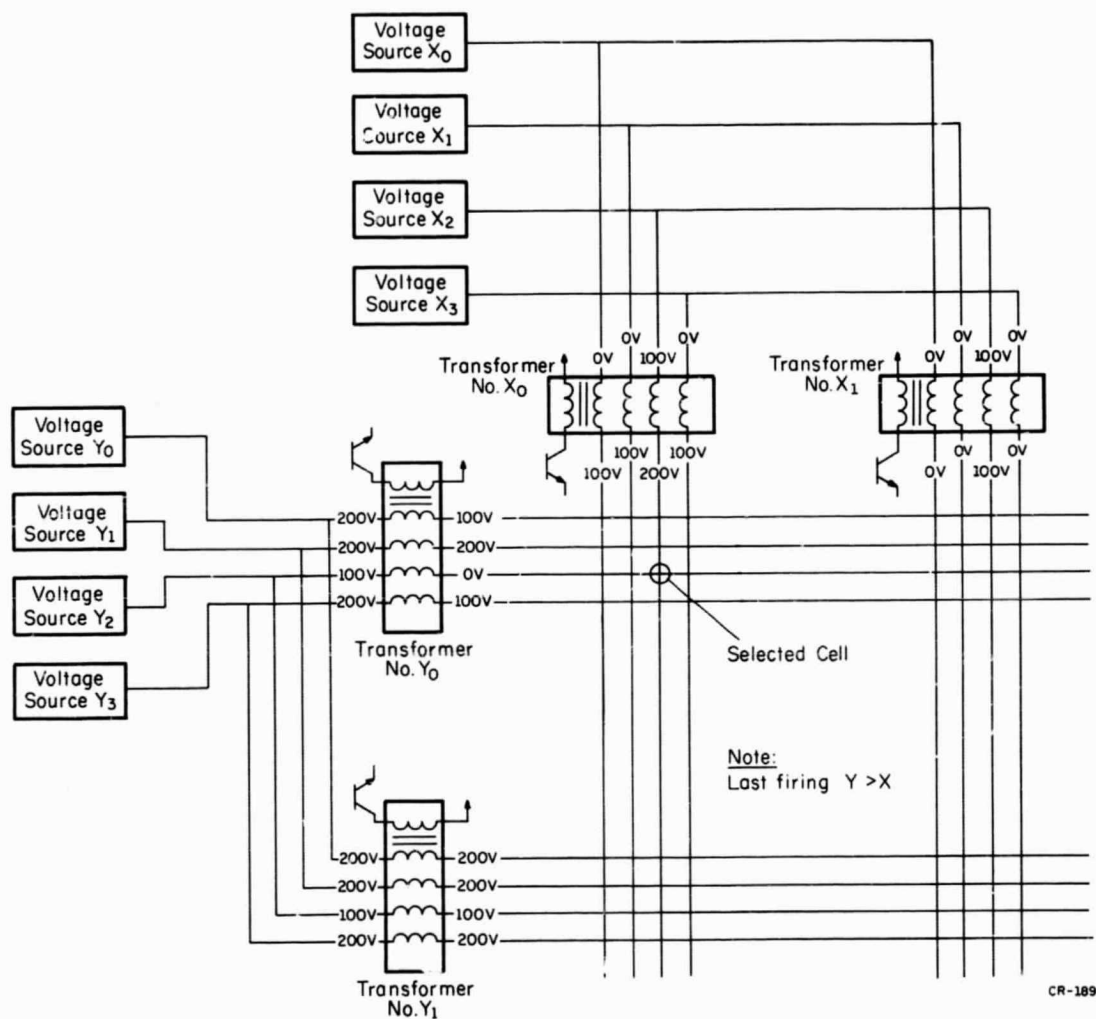 Voltage
Source X₀
Voltage
Cource X₁
Voltage
Source X₂
Voltage
Source X₃
0V
0V
0V
100V
Transformer
No. X₀
100V
100V
100V
200V
0V
0V
0V
100V
Transformer
No. X₁
0V
0V
0V
100V
Voltage
Source Y₀
Voltage
Source Y₁
Voltage
Source Y₂
Voltage
Source Y₃
200V 100V
200V 200V
100V 0V
200V 100V
Transformer
No. Y₀
Selected Cell
Note:
Last firing Y >X
200V 200V
200V 200V
100V 100V
200V 200V
Transformer
No. Y₁
CR-189